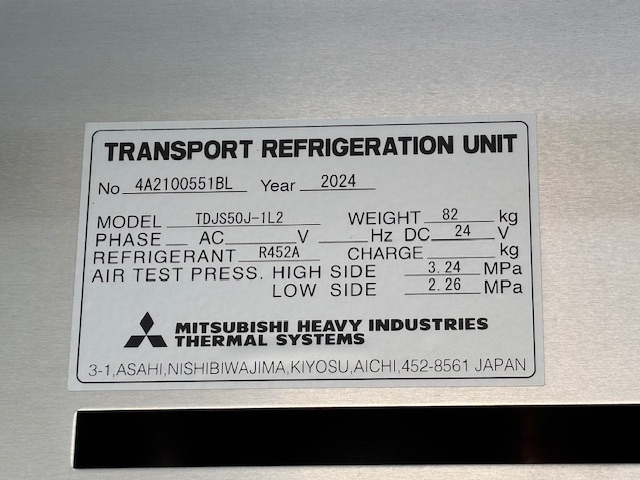 TRANSPORT REFRIGERATION UNIT
No 4A2100551BL Year 2024
MODEL TDJS50J-1L2 WEIGHT 82 kg
PHASE AC V Hz DC 24 V
REFRIGERANT R452A CHARGE kg
AIR TEST PRESS. HIGH SIDE 3.24 MPa
LOW SIDE 2.26 MPa
MITSUBISHI HEAVY INDUSTRIES
THERMAL SYSTEMS
3-1,ASAHI,NISHIBIWAJIMA,KIYOSU,AICHI,452-8561 JAPAN